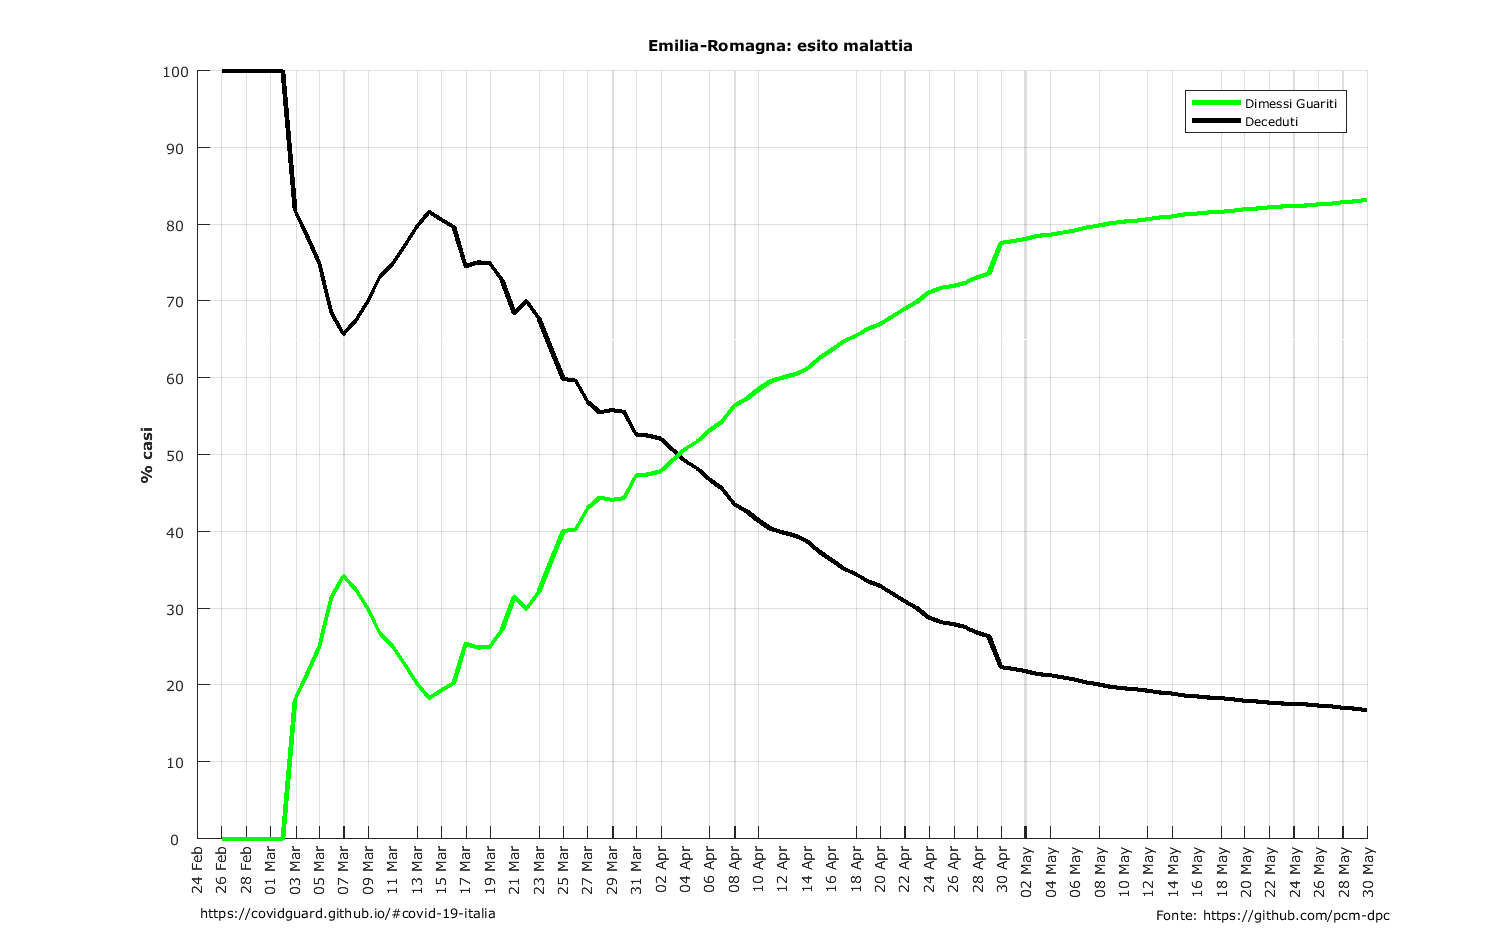 Emilia-Romagna: esito malattia
Dimessi Guariti
Deceduti
% casi
100
90
80
70
60
50
40
30
20
10
0
24 Feb
26 Feb
28 Feb
01 Mar
03 Mar
05 Mar
07 Mar
09 Mar
11 Mar
13 Mar
15 Mar
17 Mar
19 Mar
21 Mar
23 Mar
25 Mar
27 Mar
29 Mar
31 Mar
02 Apr
04 Apr
06 Apr
08 Apr
10 Apr
12 Apr
14 Apr
16 Apr
18 Apr
20 Apr
22 Apr
24 Apr
26 Apr
28 Apr
30 Apr
02 May
04 May
06 May
08 May
10 May
12 May
14 May
16 May
18 May
20 May
22 May
24 May
26 May
28 May
30 May
https://covidguard.github.io/#covid-19-italia
Fonte: https://github.com/pcm-dpc